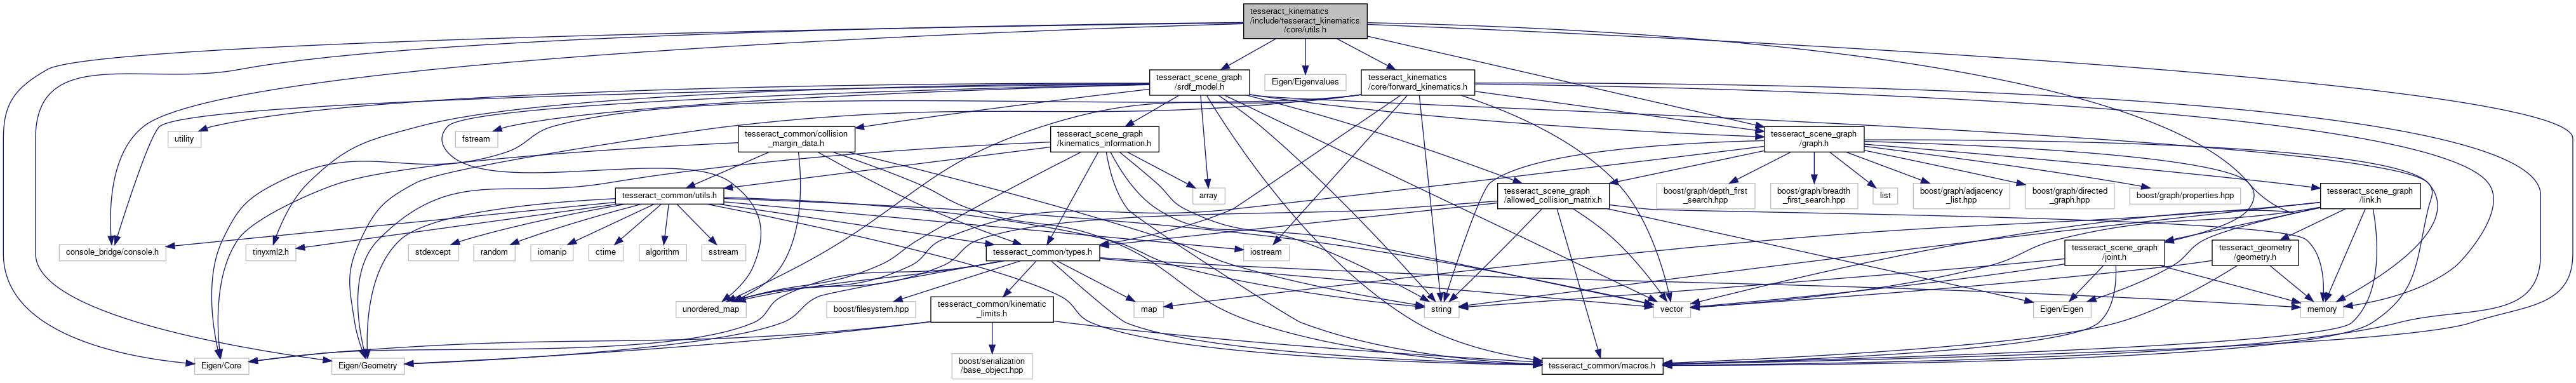 tesseract_kinematics
/include/tesseract_kinematics
/core/utils.h
tesseract_scene_graph
/srdf_model.h
Eigen/Eigenvalues
tesseract_kinematics
/core/forward_kinematics.h
utility
fstream
tesseract_common/collision
_margin_data.h
tesseract_scene_graph
/kinematics_information.h
tesseract_scene_graph
/graph.h
tesseract_common/utils.h
array
tesseract_scene_graph
/allowed_collision_matrix.h
boost/graph/depth_first
_search.hpp
boost/graph/breadth
_first_search.hpp
list
boost/graph/adjacency
_list.hpp
boost/graph/directed
_graph.hpp
boost/graph/properties.hpp
tesseract_scene_graph
/link.h
console_bridge/console.h
tinyxml2.h
stdexcept
random
iomanip
ctime
algorithm
sstream
tesseract_common/types.h
iostream
tesseract_scene_graph
/joint.h
tesseract_geometry
/geometry.h
unordered_map
boost/filesystem.hpp
tesseract_common/kinematic
_limits.h
map
string
vector
Eigen/Eigen
memory
Eigen/Core
Eigen/Geometry
boost/serialization
/base_object.hpp
tesseract_common/macros.h